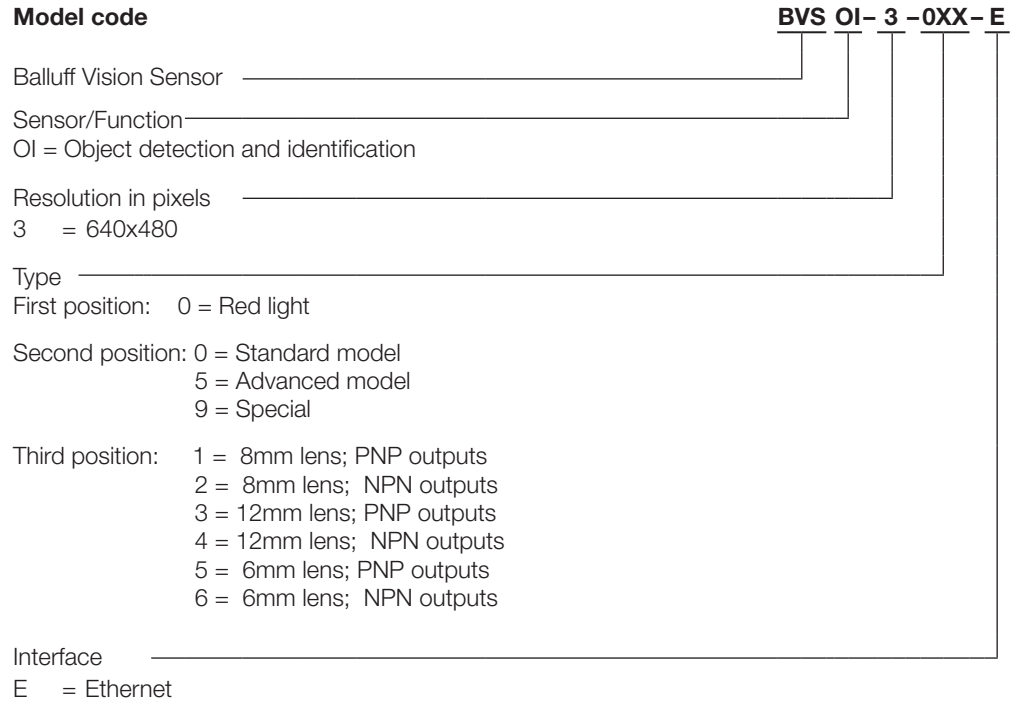 Model code BVS OI– 3 –0XX– E
Balluff Vision Sensor
Sensor/Function
OI = Object detection and identification
Resolution in pixels
3 = 640x480
Type
First position: 0 = Red light
Second position: 0 = Standard model
5 = Advanced model
9 = Special
Third position: 1 = 8mm lens; PNP outputs
2 = 8mm lens; NPN outputs
3 = 12mm lens; PNP outputs
4 = 12mm lens; NPN outputs
5 = 6mm lens; PNP outputs
6 = 6mm lens; NPN outputs
Interface
E = Ethernet